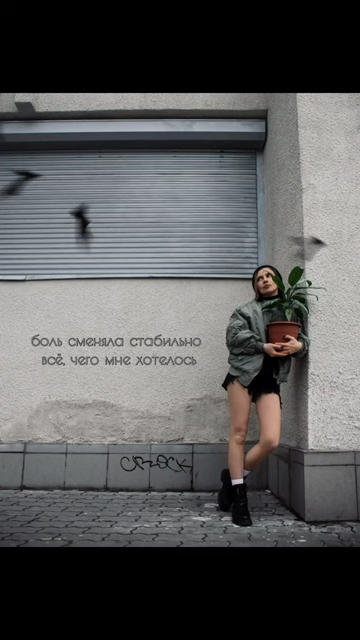 боль сменяла стабильно
всё, чего мне хотелось